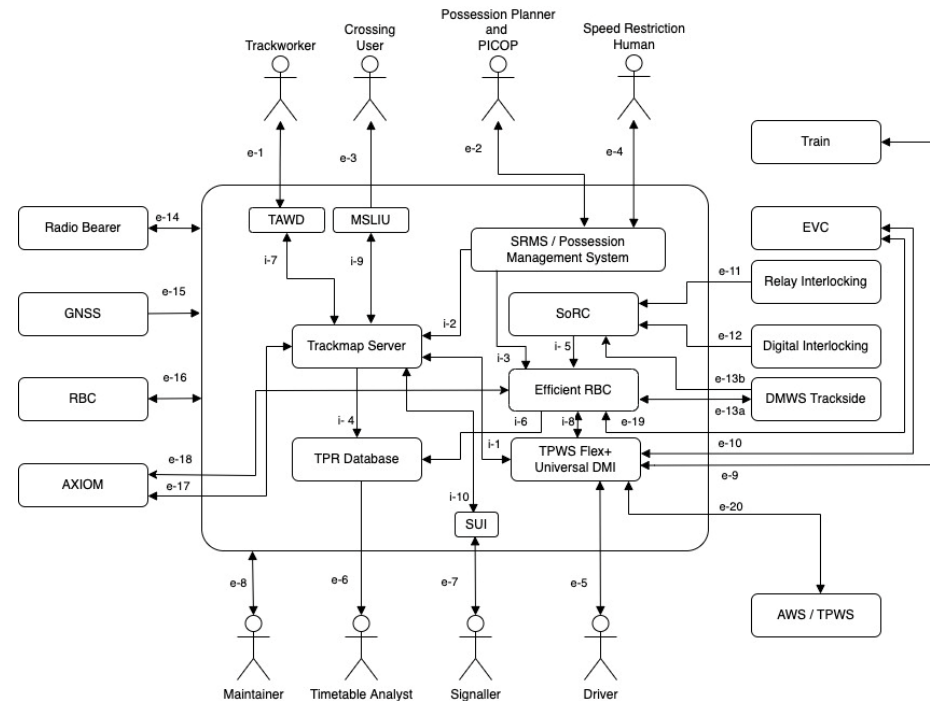 Possession Planner
and
PICOP
Crossing
User
Speed Restriction
Human
Trackworker
e-1
e-3
e-2
e-4
Train
Radio Bearer
e-14
TAWD
MSLIU
EVC
SRMS / Possession
Management System
i-7
i-9
e-11
Relay Interlocking
GNSS
e-15
SoRC
i-2
e-12
Digital Interlocking
Trackmap Server
i- 5
i-3
e-13b
RBC
e-16
Efficient RBC
DMWS Trackside
e-13a
i- 4
i-6
i-8
e-19
i-1
e-10
e-18
AXIOM
e-17
TPR Database
TPWS Flex+
Universal DMI
e-9
i-10
SUI
e-20
e-8
e-6
e-7
e-5
AWS / TPWS
Maintainer
Timetable Analyst
Signaller
Driver